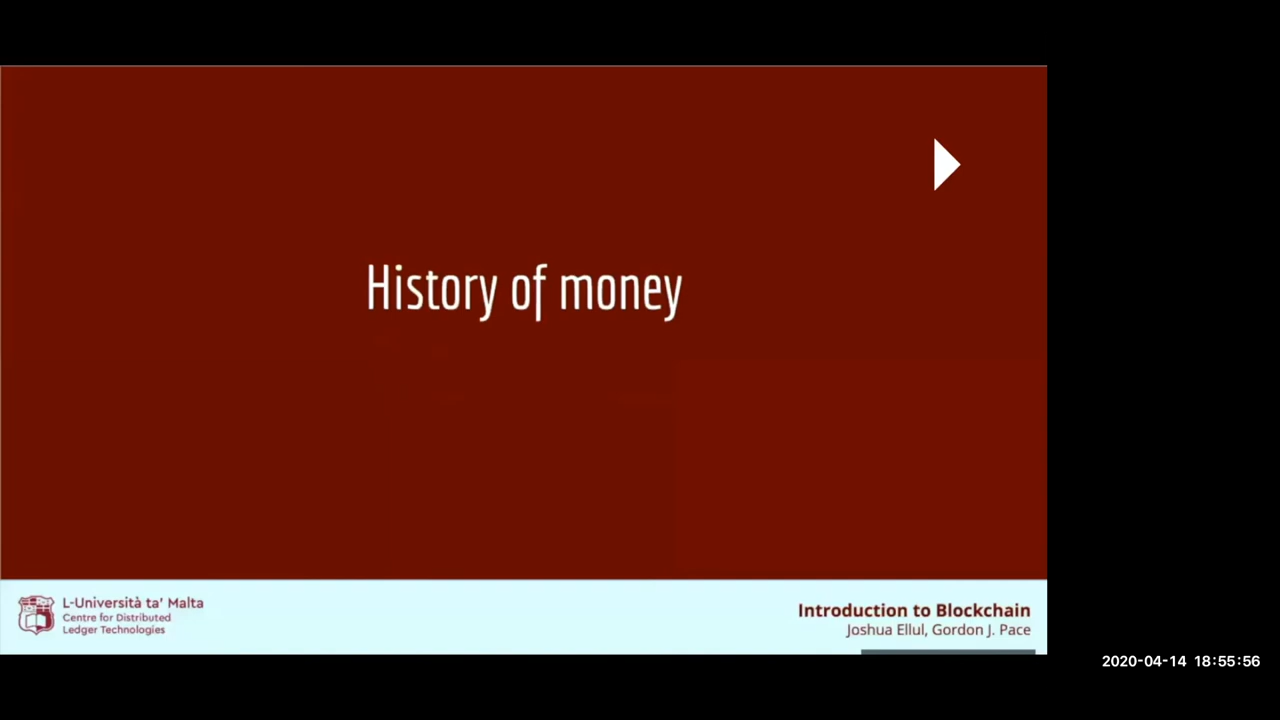 History of money
L-Università ta' Malta
Centre for Distributed
Ledger Technologies
Introduction to Blockchain
Joshua Ellul, Gordon J. Pace
2020-04-14 18:55:56